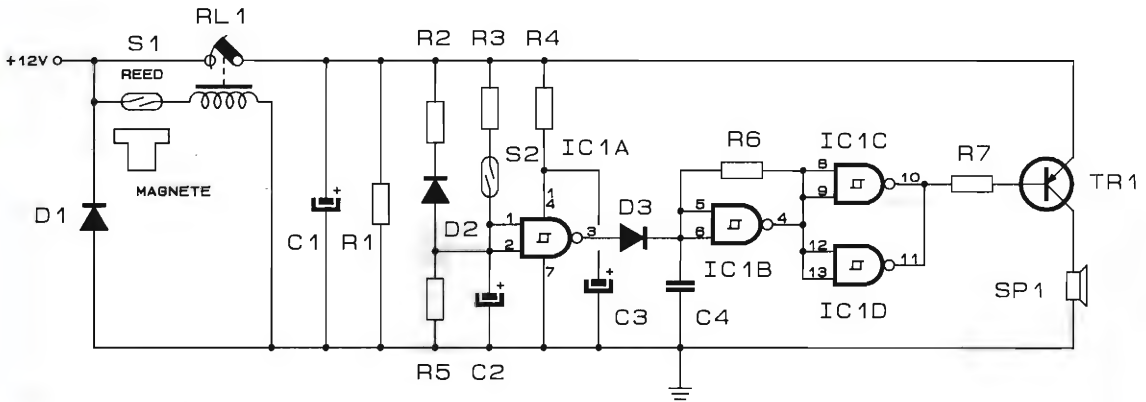 RL1
S1
R2 R3 R4
+12V
REED
S2
IC1A
R6
IC1C
8
9
10
R7
TR1
MAGNETE
1
4
D1
C1
R1
D2
1
2
3
D3
5
6
4
IC1B
12
13
11
IC1D
7
C3
C4
SP1
R5 C2